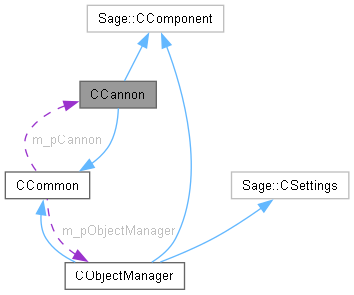 Sage::CComponent
CCannon
m_pCannon
CCommon
Sage::CSettings
m_pObjectManager
CObjectManager